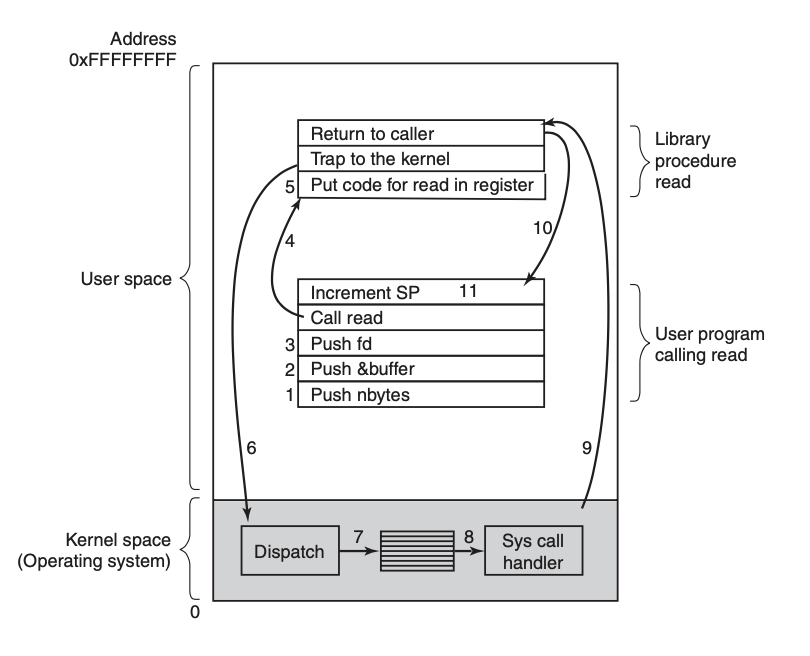 Address
0xFFFFFFFF
Return to caller
Trap to the kernel
5 Put code for read in register
Library
procedure
read
4
10
User space
Increment SP 11
Call read
3 Push fd
2 Push &buffer
1 Push nbytes
User program
calling read
6
9
Kernel space
(Operating system)
Dispatch
7
8
Sys call
handler
0